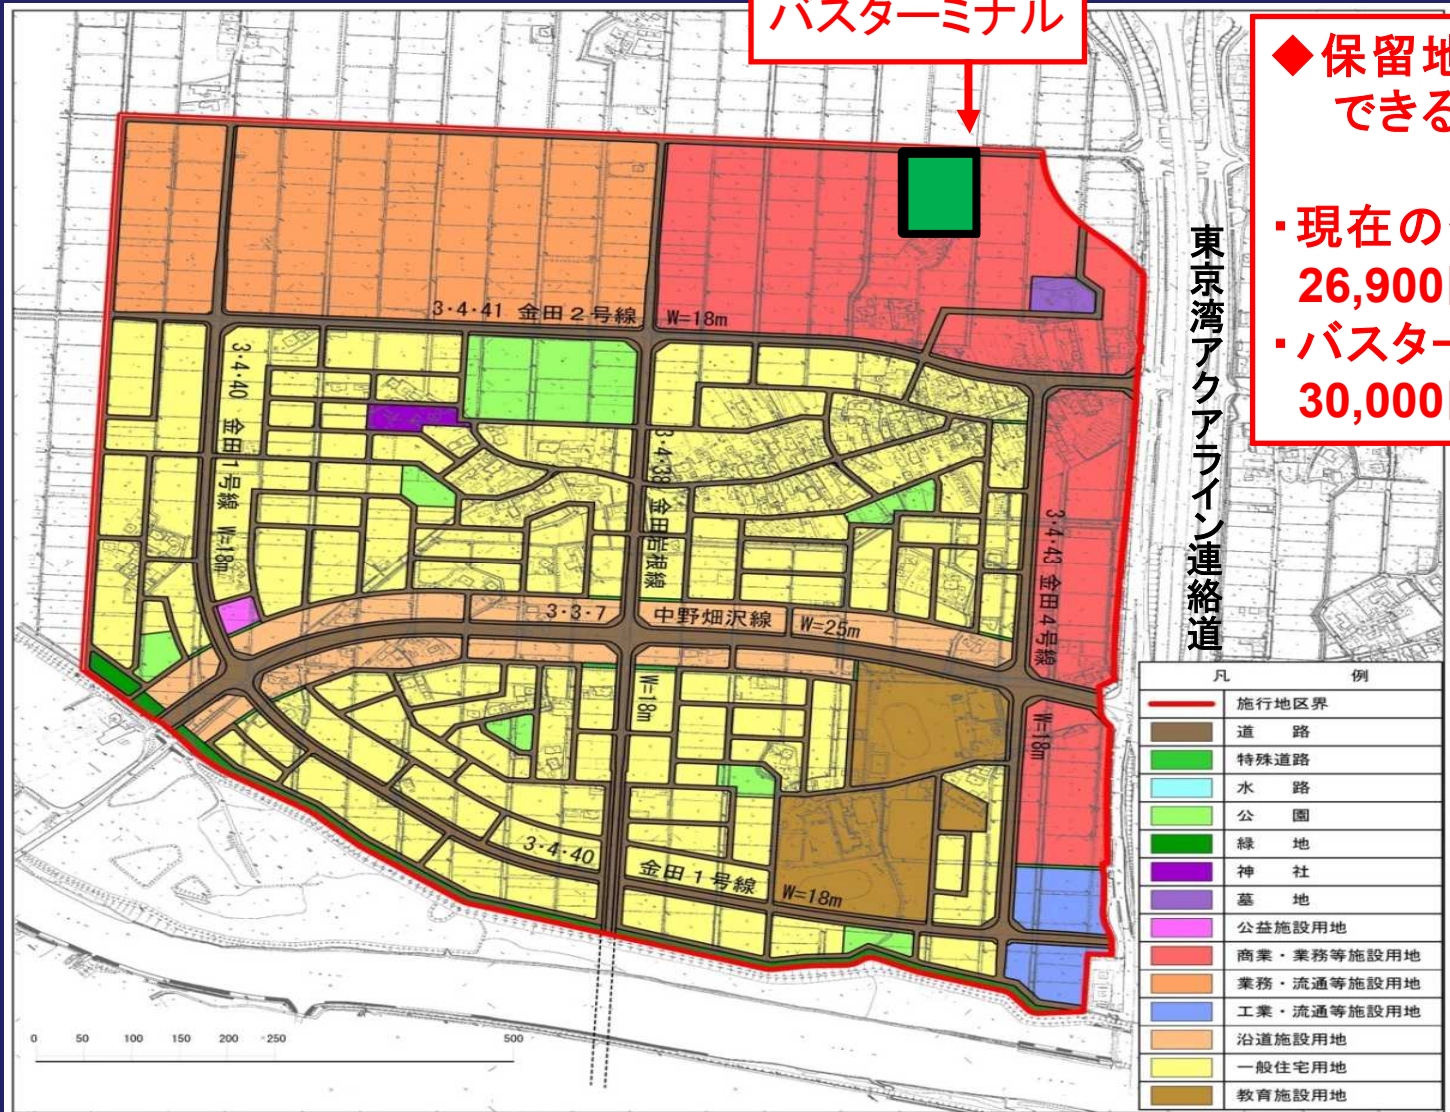 バスターミナル
◆保留地
できる
・現在の
26,900
・バスター
30,000
東京湾アクアライン連絡道
3・4・41 金田2号線
W=18m
3・4・40 金田1号線 W=18m
3・4・38 金田岩根線
3・4・43 金田4号線
3・3・7 中野畑沢線 W=25m
W=18m
W=18m
3・4・40 金田1号線 W=18m
0 50 100 150 200 250 500
凡 例
施行地区界
道 路
特殊道路
水 路
公 園
緑 地
神 社
墓 地
公益施設用地
商業・業務等施設用地
業務・流通等施設用地
工業・流通等施設用地
沿道施設用地
一般住宅用地
教育施設用地